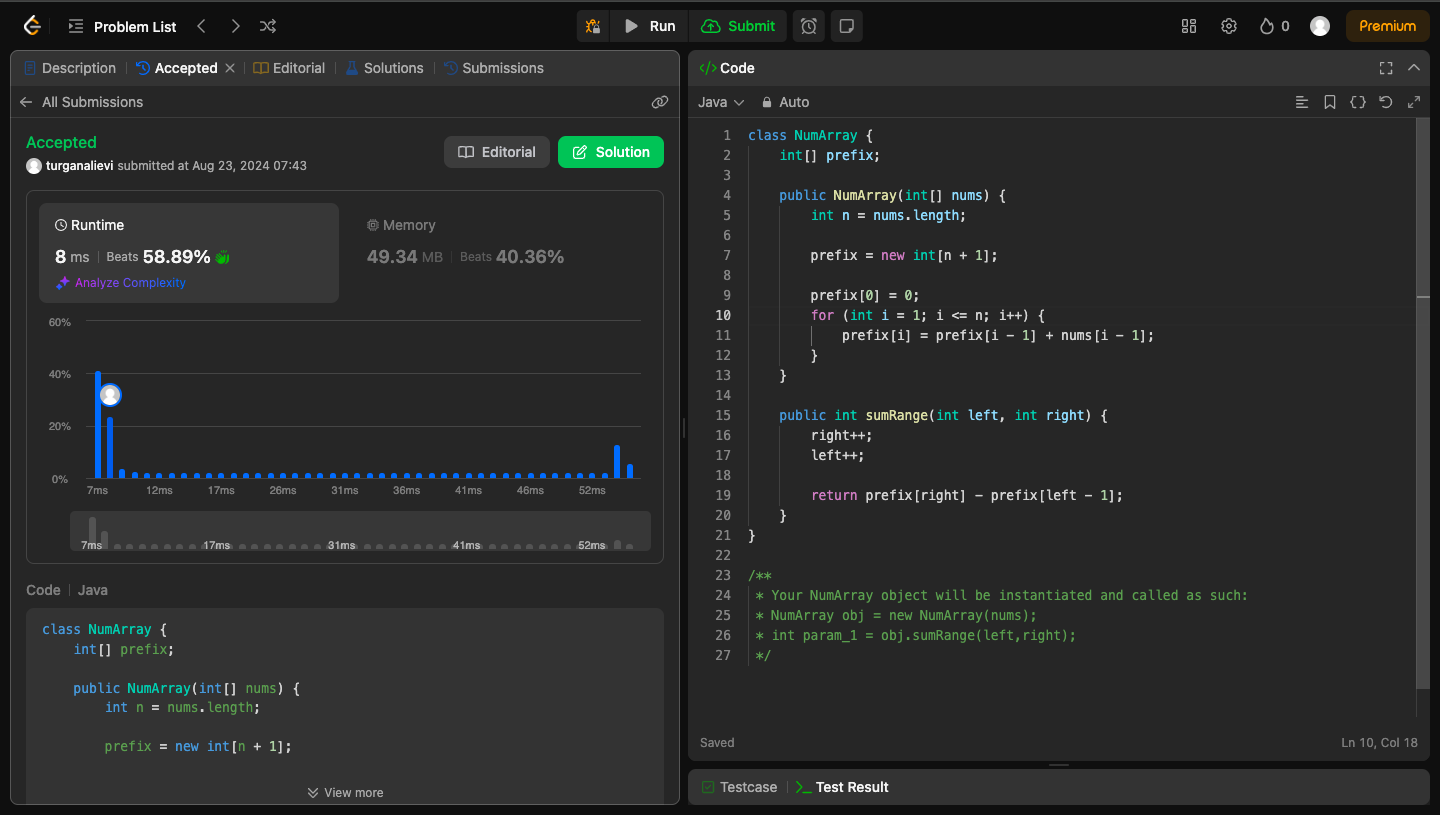 Problem List
Run
Submit
0
Premium
Description
Accepted
Editorial
Solutions
Submissions
All Submissions
Accepted
turganalievi submitted at Aug 23, 2024 07:43
Editorial
Solution
Runtime
8 ms
Beats 58.89%
Analyze Complexity
Memory
49.34 MB
Beats 40.36%
60%
40%
20%
0%
7ms 12ms 17ms 26ms 31ms 36ms 41ms 46ms 52ms
7ms 17ms 31ms 41ms 52ms
Code
Java
class NumArray {
int[] prefix;
public NumArray(int[] nums) {
int n = nums.length;
prefix = new int[n + 1];
View more
</> Code
Java
Auto
1 class NumArray {
2 int[] prefix;
3
4 public NumArray(int[] nums) {
5 int n = nums.length;
6
7 prefix = new int[n + 1];
8
9 prefix[0] = 0;
10 for (int i = 1; i <= n; i++) {
11 prefix[i] = prefix[i - 1] + nums[i - 1];
12 }
13 }
14
15 public int sumRange(int left, int right) {
16 right++;
17 left++;
18
19 return prefix[right] - prefix[left - 1];
20 }
21 }
22
23 /**
24 * Your NumArray object will be instantiated and called as such:
25 * NumArray obj = new NumArray(nums);
26 * int param_1 = obj.sumRange(left,right);
27 */
Saved
Ln 10, Col 18
Testcase
Test Result